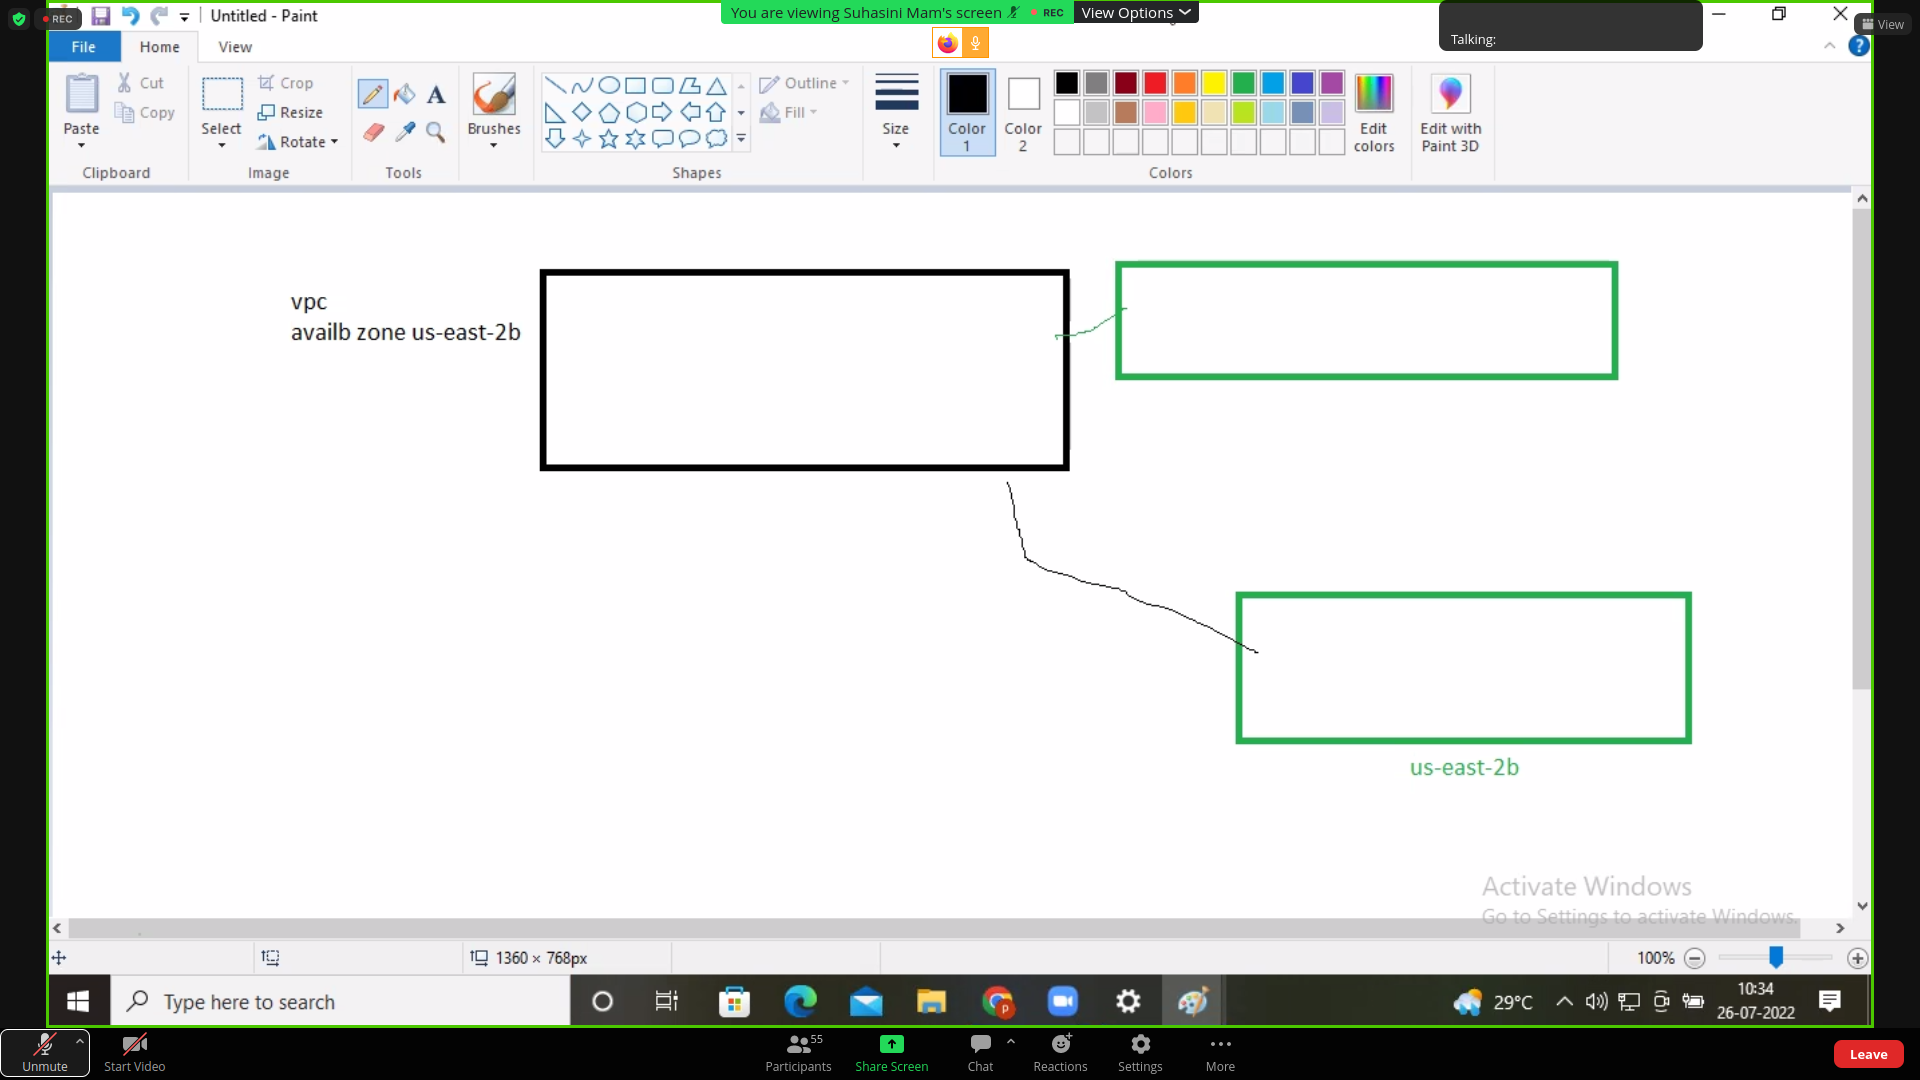 REC
Untitled - Paint
You are viewing Suhasini Mam's screen
REC
View Options
Talking:
View
File
Home
View
Paste
Cut
Copy
Clipboard
Select
Crop
Resize
Rotate
Image
A
Tools
Brushes
Outline
Fill
Shapes
Size
Color
1
Color
2
Edit
colors
Colors
Edit with
Paint 3D
vpc
availb zone us-east-2b
us-east-2b
Activate Windows
Go to Settings to activate Windows.
1360 × 768px
100%
Type here to search
29°C
10:34
26-07-2022
Unmute
Start Video
Participants
55
Share Screen
Chat
Reactions
Settings
More
Leave